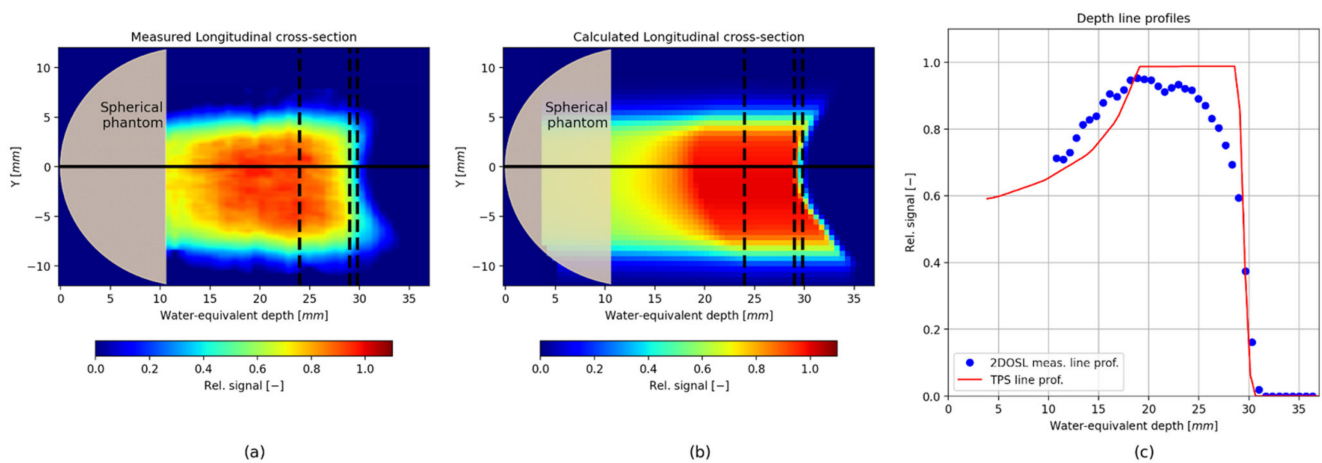 Measured Longitudinal cross-section
10
5
0
−5
−10
Y [mm]
Spherical
phantom
0 5 10 15 20 25 30 35
Water-equivalent depth [mm]
0.0 0.2 0.4 0.6 0.8 1.0
Rel. signal [−]
(a)
Calculated Longitudinal cross-section
10
5
0
−5
−10
Y [mm]
Spherical
phantom
0 5 10 15 20 25 30 35
Water-equivalent depth [mm]
0.0 0.2 0.4 0.6 0.8 1.0
Rel. signal [−]
(b)
Depth line profiles
1.0
0.8
0.6
0.4
0.2
0.0
Rel. signal [−]
2DOSL meas. line prof.
TPS line prof.
0 5 10 15 20 25 30 35
Water-equivalent depth [mm]
(c)